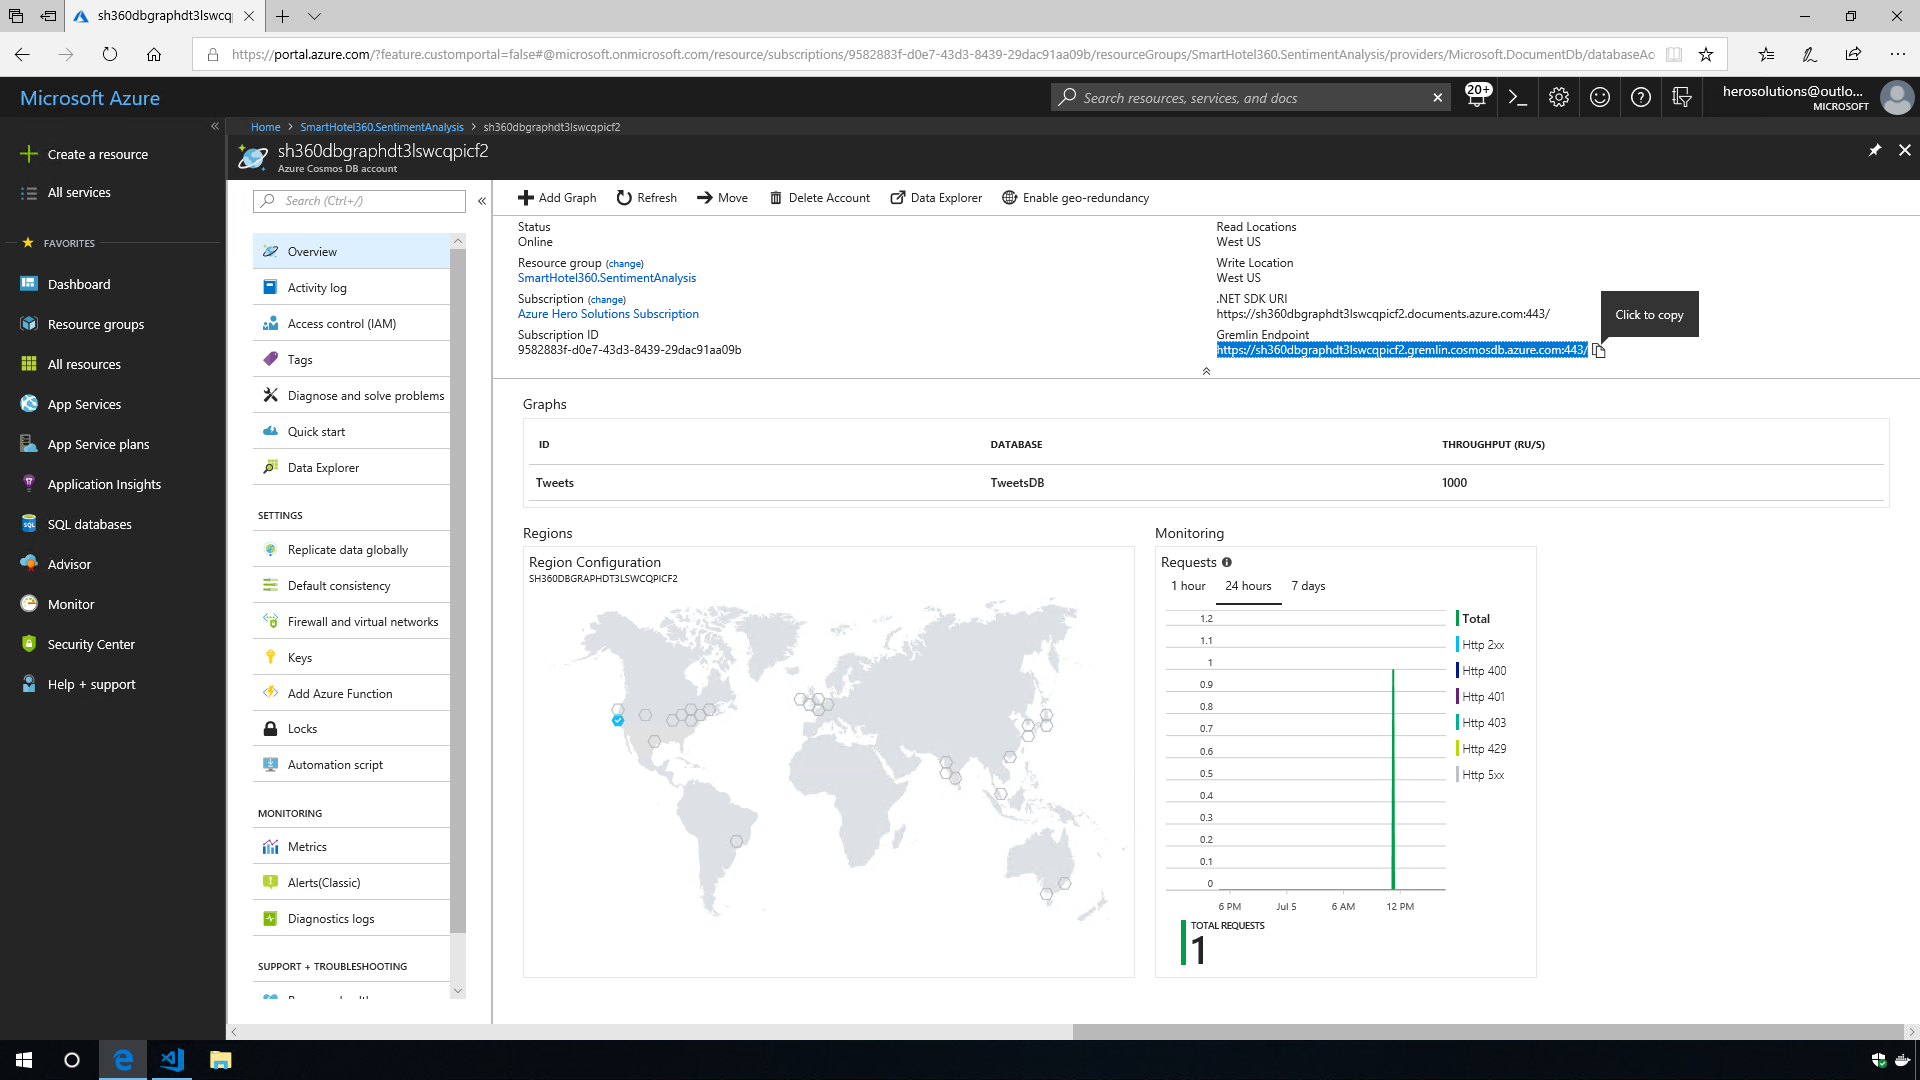 sh360dbgraphdt3lswcq
https://portal.azure.com/?feature.customportal=false#@microsoft.onmicrosoft.com/resource/subscriptions/9582883f-d0e7-43d3-8439-29dac91aa09b/resourceGroups/SmartHotel360.SentimentAnalysis/providers/Microsoft.DocumentDb/databaseAc
Microsoft Azure
Search resources, services, and docs
20+
herosolutions@outlo...
MICROSOFT
Home > SmartHotel360.SentimentAnalysis > sh360dbgraphdt3lswcqpicf2
sh360dbgraphdt3lswcqpicf2
Azure Cosmos DB account
Create a resource
All services
FAVORITES
Dashboard
Resource groups
All resources
App Services
App Service plans
Application Insights
SQL databases
Advisor
Monitor
Security Center
Help + support
Search (Ctrl+/)
Overview
Activity log
Access control (IAM)
Tags
Diagnose and solve problems
Quick start
Data Explorer
SETTINGS
Replicate data globally
Default consistency
Firewall and virtual networks
Keys
Add Azure Function
Locks
Automation script
MONITORING
Metrics
Alerts(Classic)
Diagnostics logs
SUPPORT + TROUBLESHOOTING
Add Graph Refresh Move Delete Account Data Explorer Enable geo-redundancy
Status
Online
Resource group (change)
SmartHotel360.SentimentAnalysis
Subscription (change)
Azure Hero Solutions Subscription
Subscription ID
9582883f-d0e7-43d3-8439-29dac91aa09b
Read Locations
West US
Write Location
West US
.NET SDK URI
https://sh360dbgraphdt3lswcqpicf2.documents.azure.com:443/
Gremlin Endpoint
https://sh360dbgraphdt3lswcqpicf2.gremlin.cosmosdb.azure.com:443/
Click to copy
Graphs
ID DATABASE THROUGHPUT (RU/S)
Tweets TweetsDB 1000
Regions
Region Configuration
SH360DBGRAPHDT3LSWCQPICF2
Monitoring
Requests
1 hour 24 hours 7 days
1.2
1.1
1
0.9
0.8
0.7
0.6
0.5
0.4
0.3
0.2
0.1
0
6 PM Jul 5 6 AM 12 PM
Total
Http 2xx
Http 400
Http 401
Http 403
Http 429
Http 5xx
TOTAL REQUESTS
1